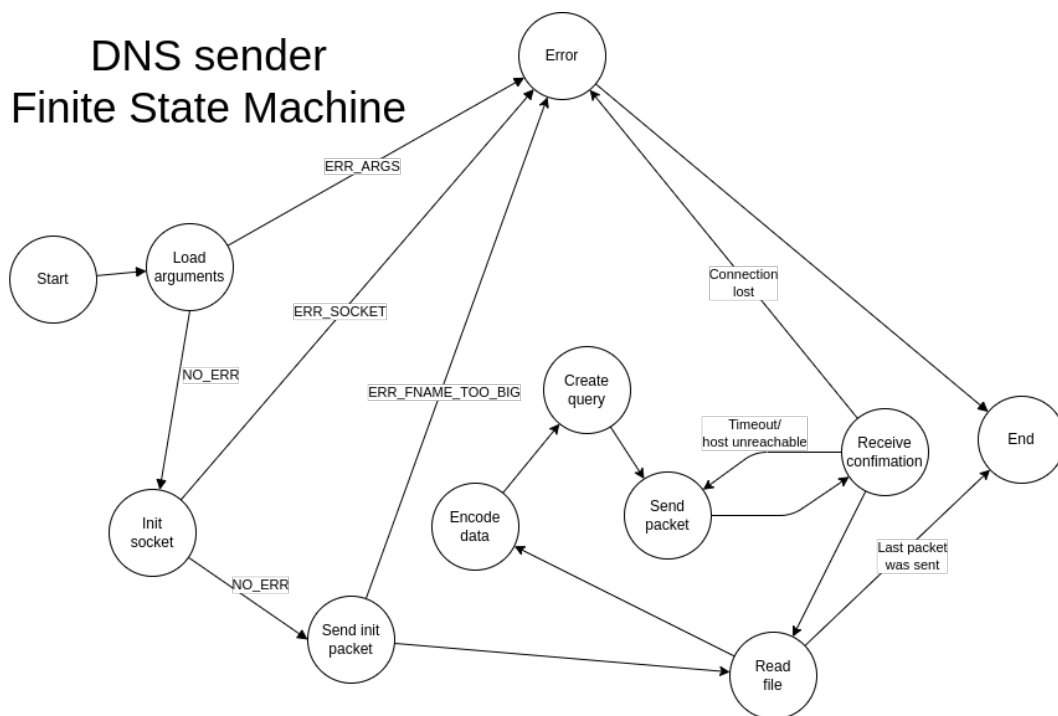 DNS sender
Finite State Machine
Error
ERR_ARGS
Start
Load
arguments
Connection
lost
ERR_SOCKET
NO_ERR
ERR_FNAME_TOO_BIG
Create
query
Timeout/
host unreachable
Receive
confimation
End
Send
packet
Encode
data
Init
socket
Last packet
was sent
NO_ERR
Send init
packet
Read
file